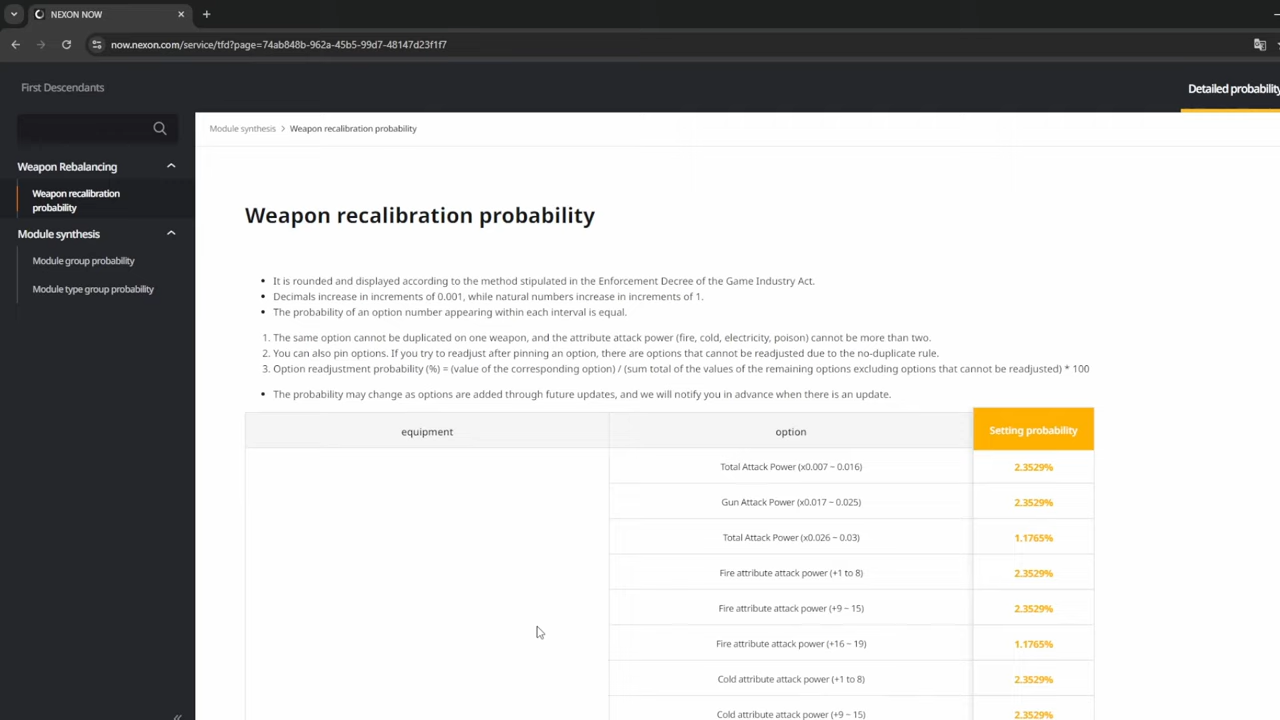 NEXON NOW
now.nexon.com/service/tfd?page=74ab848b-962a-45b5-99d7-48147d23f1f7
First Descendants
Detailed probability
Weapon Rebalancing
Weapon recalibration
probability
Module synthesis
Module group probability
Module type group probability
Module synthesis > Weapon recalibration probability
Weapon recalibration probability
• It is rounded and displayed according to the method stipulated in the Enforcement Decree of the Game Industry Act.
• Decimals increase in increments of 0.001, while natural numbers increase in increments of 1.
• The probability of an option number appearing within each interval is equal.
1. The same option cannot be duplicated on one weapon, and the attribute attack power (fire, cold, electricity, poison) cannot be more than two.
2. You can also pin options. If you try to readjust after pinning an option, there are options that cannot be readjusted due to the no-duplicate rule.
3. Option readjustment probability (%) = (value of the corresponding option) / (sum total of the values of the remaining options excluding options that cannot be readjusted) * 100
• The probability may change as options are added through future updates, and we will notify you in advance when there is an update.
equipment option Setting probability
Total Attack Power (x0.007 ~ 0.016) 2.3529%
Gun Attack Power (x0.017 ~ 0.025) 2.3529%
Total Attack Power (x0.026 ~ 0.03) 1.1765%
Fire attribute attack power (+1 to 8) 2.3529%
Fire attribute attack power (+9 ~ 15) 2.3529%
Fire attribute attack power (+16 ~ 19) 1.1765%
Cold attribute attack power (+1 to 8) 2.3529%
Cold attribute attack power (+9 ~ 15) 2.3529%